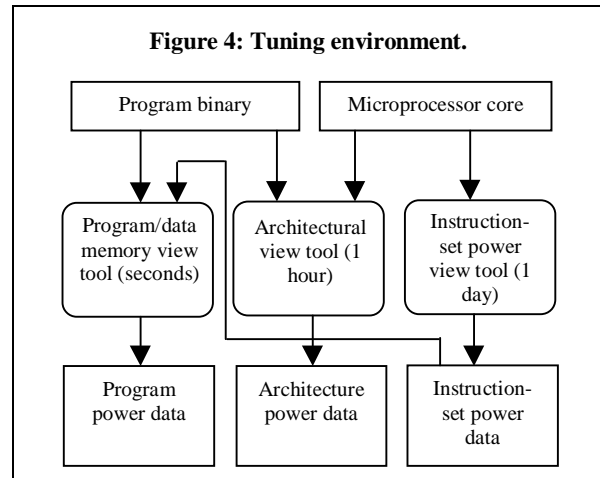 Figure 4: Tuning environment.
Program binary
Microprocessor core
Program/data
memory view
tool (seconds)
Architectural
view tool (1
hour)
Instruction-
set power
view tool (1
day)
Program
power data
Architecture
power data
Instruction-
set power
data